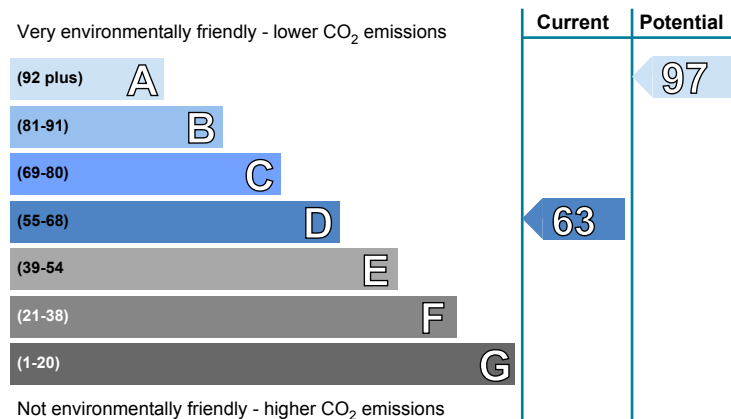 Very environmentally friendly - lower CO2 emissions
Current
Potential
(92 plus) A
97
(81-91) B
(69-80) C
(55-68) D
63
(39-54 E
(21-38) F
(1-20) G
Not environmentally friendly - higher CO2 emissions